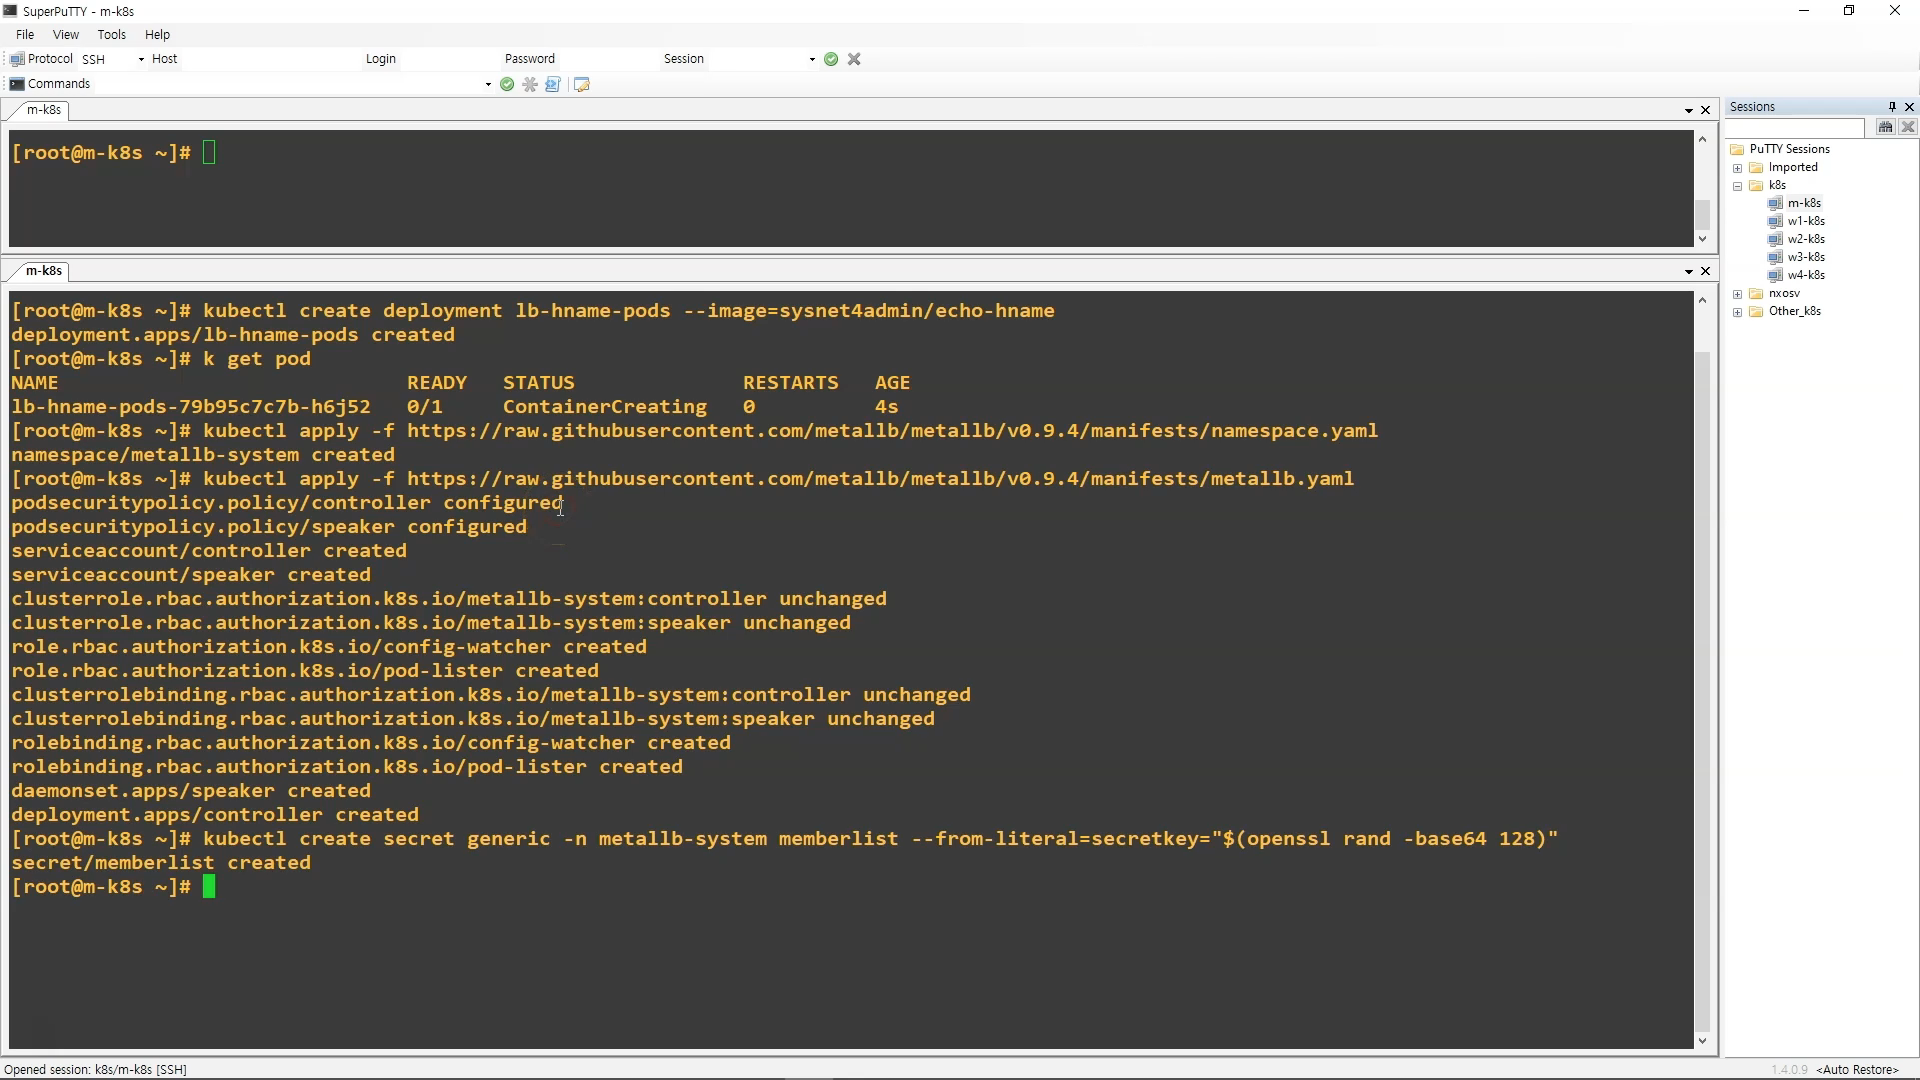 SuperPuTTY - m-k8s
File View Tools Help
Protocol SSH Host Login Password Session
Commands
m-k8s
[root@m-k8s ~]#
m-k8s
[root@m-k8s ~]# kubectl create deployment lb-hname-pods --image=sysnet4admin/echo-hname
deployment.apps/lb-hname-pods created
[root@m-k8s ~]# k get pod
NAME READY STATUS RESTARTS AGE
lb-hname-pods-79b95c7c7b-h6j52 0/1 ContainerCreating 0 4s
[root@m-k8s ~]# kubectl apply -f https://raw.githubusercontent.com/metallb/metallb/v0.9.4/manifests/namespace.yaml
namespace/metallb-system created
[root@m-k8s ~]# kubectl apply -f https://raw.githubusercontent.com/metallb/metallb/v0.9.4/manifests/metallb.yaml
podsecuritypolicy.policy/controller configured
podsecuritypolicy.policy/speaker configured
serviceaccount/controller created
serviceaccount/speaker created
clusterrole.rbac.authorization.k8s.io/metallb-system:controller unchanged
clusterrole.rbac.authorization.k8s.io/metallb-system:speaker unchanged
role.rbac.authorization.k8s.io/config-watcher created
role.rbac.authorization.k8s.io/pod-lister created
clusterrolebinding.rbac.authorization.k8s.io/metallb-system:controller unchanged
clusterrolebinding.rbac.authorization.k8s.io/metallb-system:speaker unchanged
rolebinding.rbac.authorization.k8s.io/config-watcher created
rolebinding.rbac.authorization.k8s.io/pod-lister created
daemonset.apps/speaker created
deployment.apps/controller created
[root@m-k8s ~]# kubectl create secret generic -n metallb-system memberlist --from-literal=secretkey="$(openssl rand -base64 128)"
secret/memberlist created
[root@m-k8s ~]#
Sessions
PuTTY Sessions
Imported
k8s
m-k8s
w1-k8s
w2-k8s
w3-k8s
w4-k8s
nxosv
Other_k8s
Opened session: k8s/m-k8s [SSH]
1.4.0.9 <Auto Restore>